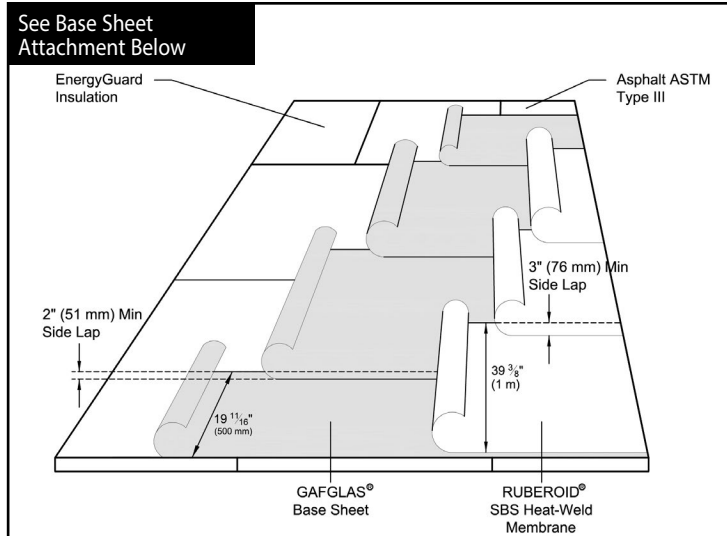 See Base Sheet
Attachment Below
EnergyGuard
Insulation
Asphalt ASTM
Type III
3" (76 mm) Min
Side Lap
2" (51 mm) Min
Side Lap
39 3/8"
(1 m)
19 11/16"
(500 mm)
GAFGLAS®
Base Sheet
RUBEROID®
SBS Heat-Weld
Membrane